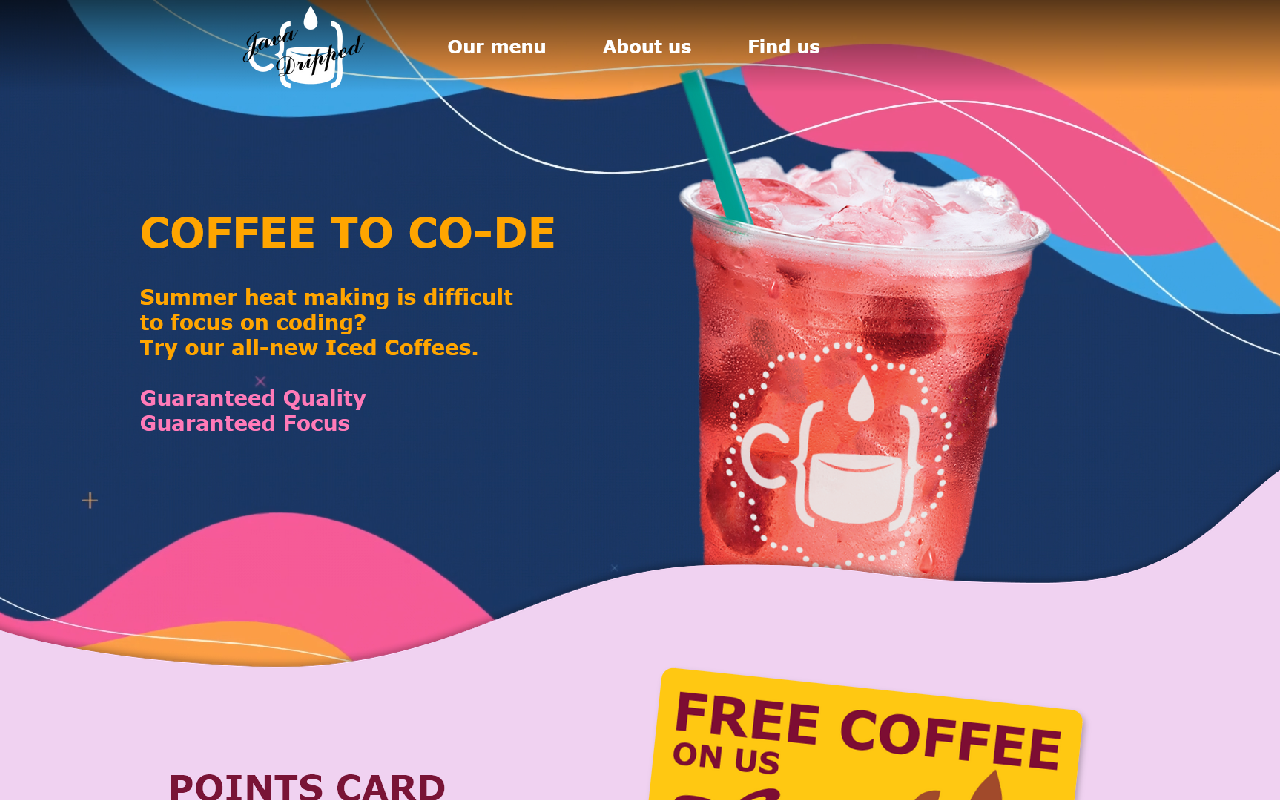 Java
Dripped
Our menu
About us
Find us
COFFEE TO CO-DE
Summer heat making is difficult
to focus on coding?
Try our all-new Iced Coffees.
Guaranteed Quality
Guaranteed Focus
C{ }
FREE COFFEE
ON US
POINTS CARD